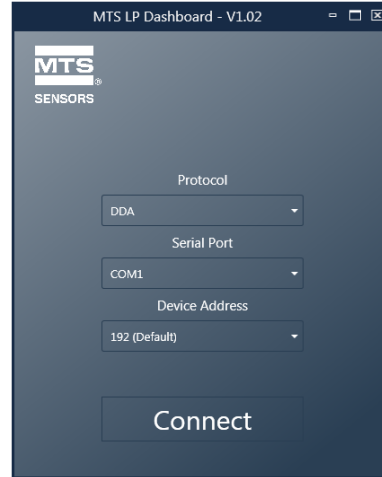 MTS LP Dashboard - V1.02
MTS®
SENSORS
Protocol
DDA
Serial Port
COM1
Device Address
192 (Default)
Connect